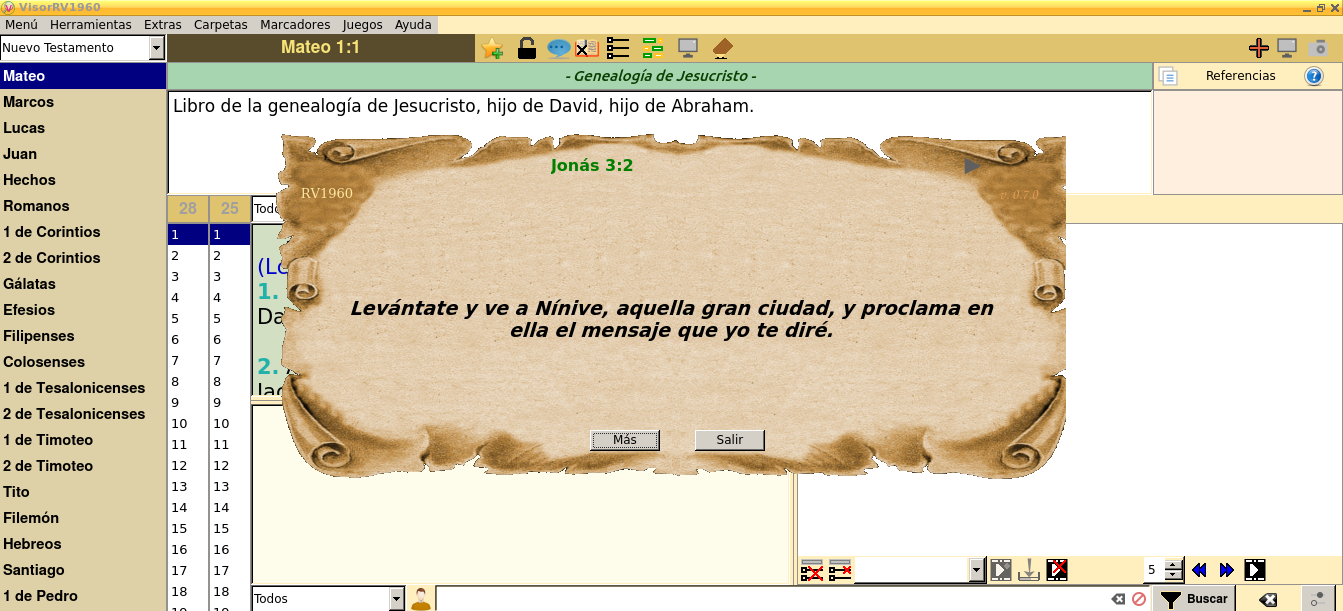 VisorRV1960
Menú Herramientas Extras Carpetas Marcadores Juegos Ayuda
Nuevo Testamento
Mateo 1:1
Mateo
- Genealogía de Jesucristo -
Referencias
Marcos
Libro de la genealogía de Jesucristo, hijo de David, hijo de Abraham.
Lucas
Juan
Hechos
Romanos
1 de Corintios
2 de Corintios
Gálatas
Efesios
Filipenses
Colosenses
1 de Tesalonicenses
2 de Tesalonicenses
1 de Timoteo
2 de Timoteo
Tito
Filemón
Hebreos
Santiago
1 de Pedro
28 25
1 1
2 2
3 3
4 4
5 5
6 6
7 7
8 8
9 9
10 10
11 11
12 12
13 13
14 14
15 15
16 16
17 17
18 18
1.
2.
Jonás 3:2
RV1960
v. 0.7.0
Levántate y ve a Nínive, aquella gran ciudad, y proclama en
ella el mensaje que yo te diré.
Más Salir
5
Todos
Buscar